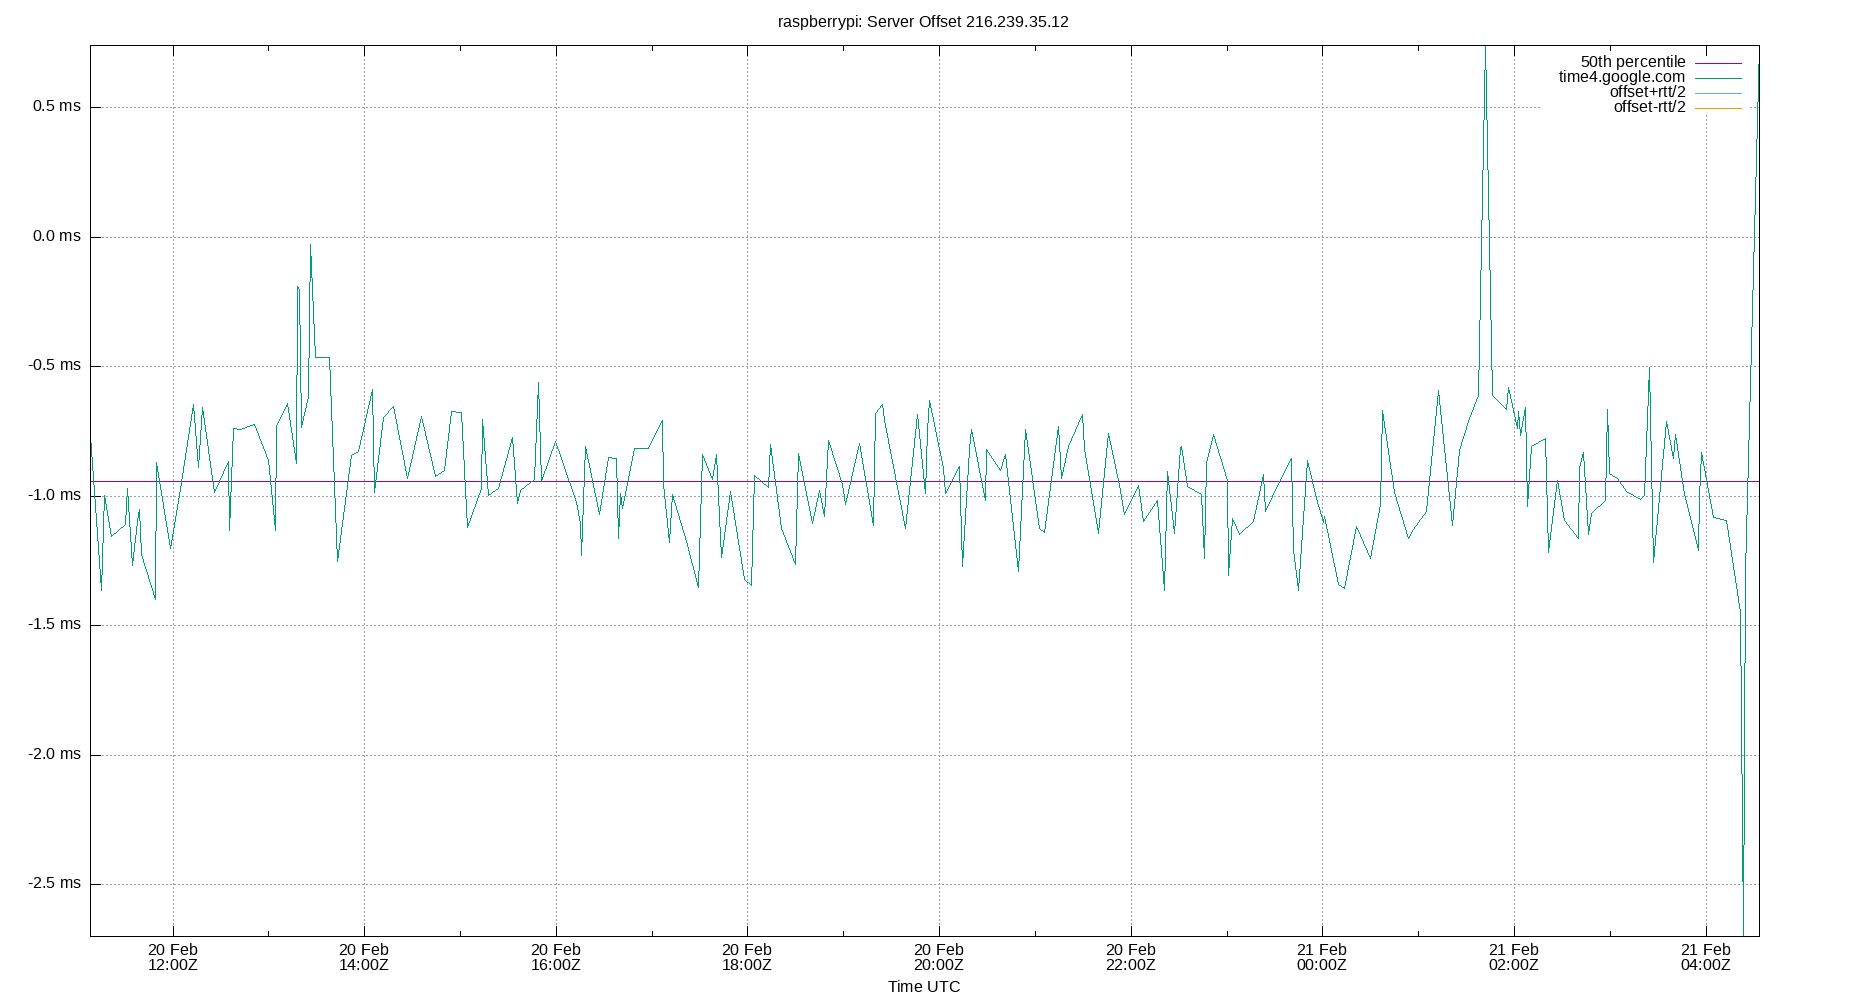 raspberrypi: Server Offset 216.239.35.12
50th percentile
time4.google.com
offset+rtt/2
offset-rtt/2
0.5 ms
0.0 ms
-0.5 ms
-1.0 ms
-1.5 ms
-2.0 ms
-2.5 ms
20 Feb 20 Feb 20 Feb 20 Feb 20 Feb 20 Feb 21 Feb 21 Feb 21 Feb
12:00Z 14:00Z 16:00Z 18:00Z 20:00Z 22:00Z 00:00Z 02:00Z 04:00Z
Time UTC